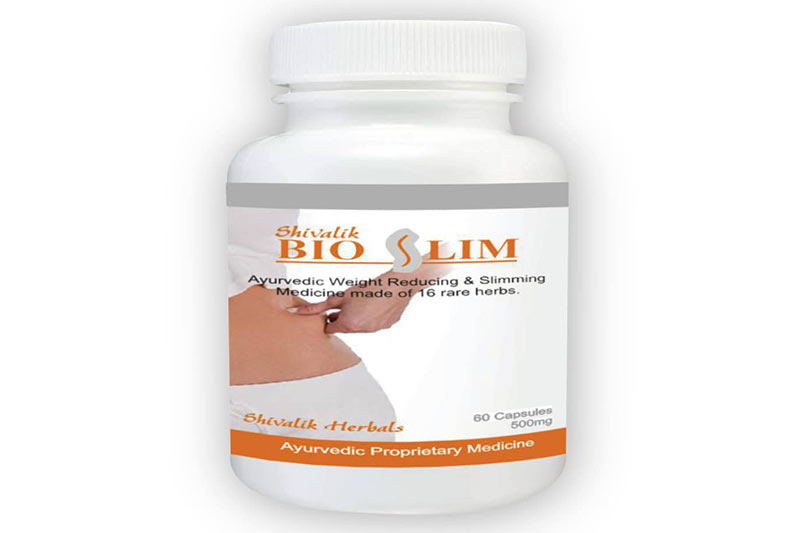 Shivalik
BIO SLIM
Ayurvedic Weight Reducing & Slimming
Medicine made of 16 rare herbs.
60 Capsules
500mg
Shivalik Herbals
Ayurvedic Proprietary Medicine